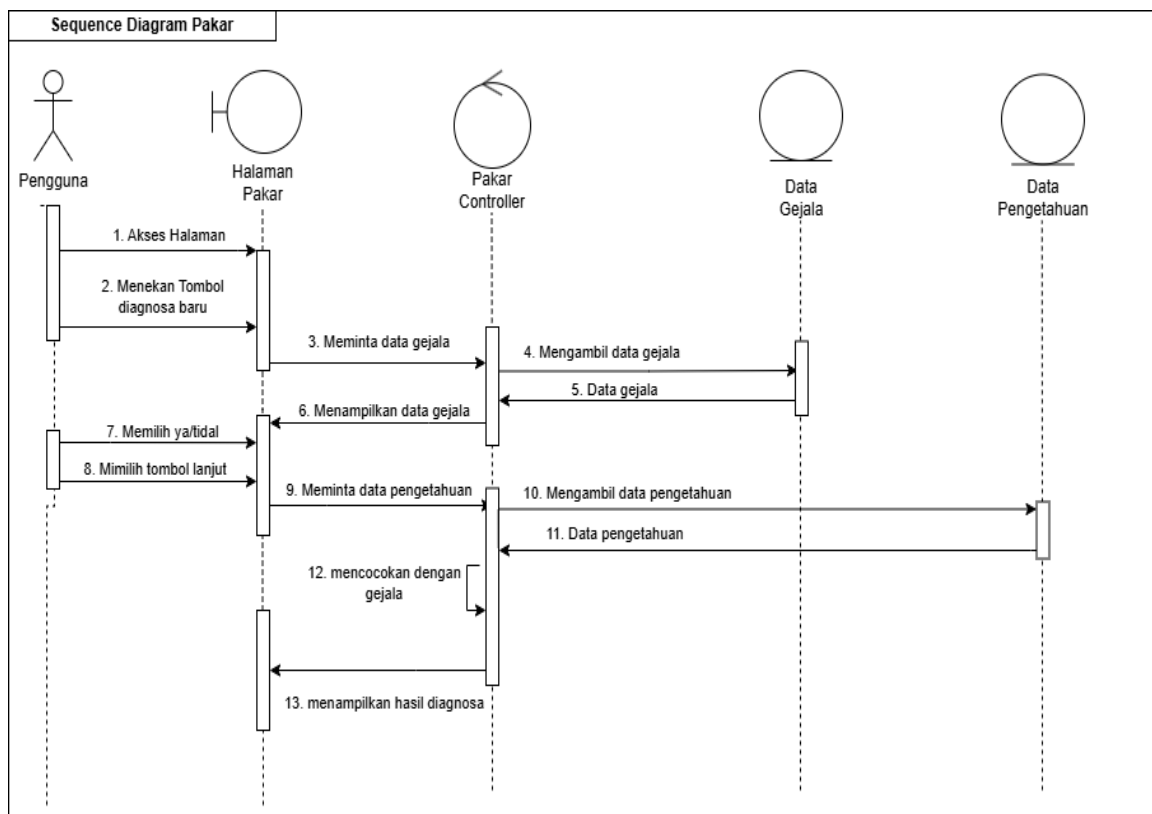 Sequence Diagram Pakar
Pengguna
Halaman
Pakar
Pakar
Controller
Data
Gejala
Data
Pengetahuan
1. Akses Halaman
2. Menekan Tombol
diagnosa baru
3. Meminta data gejala
4. Mengambil data gejala
5. Data gejala
6. Menampilkan data gejala
7. Memilih ya/tidal
8. Mimilih tombol lanjut
9. Meminta data pengetahuan
10. Mengambil data pengetahuan
11. Data pengetahuan
12. mencocokan dengan
gejala
13. menampilkan hasil diagnosa